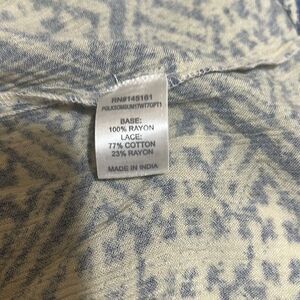 RN#145161
BASE:
100% RAYON
LACE:
77% COTTON
23% RAYON
MADE IN INDIA